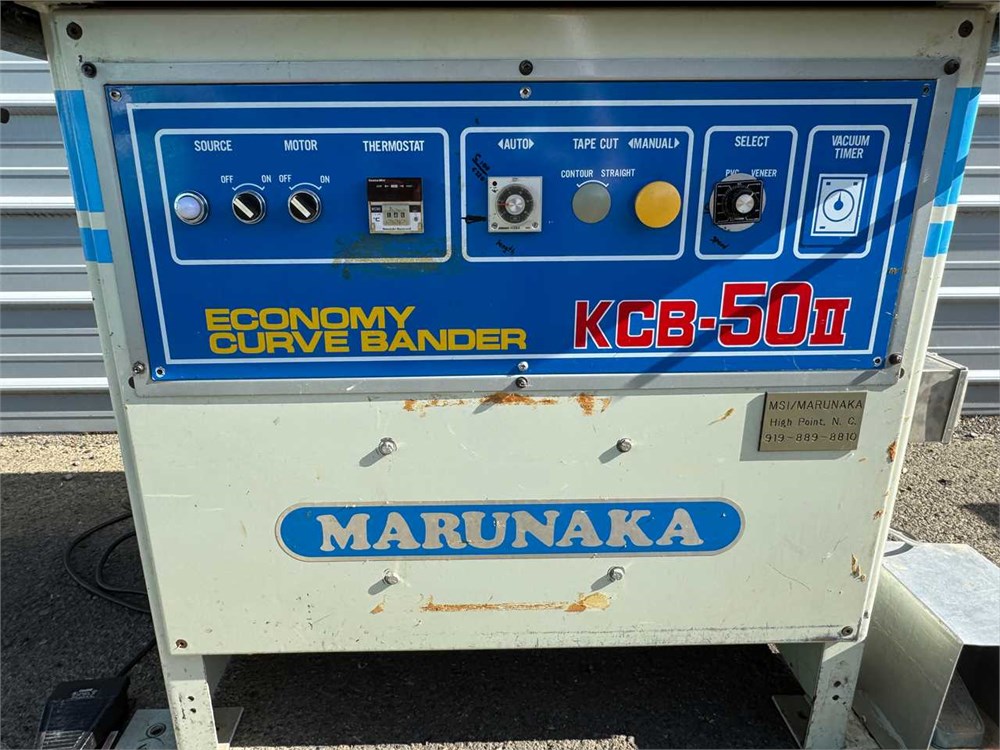 SOURCE MOTOR THERMOSTAT
OFF ON OFF ON
◁AUTO▷ TAPE CUT ◁MANUAL▷
CONTOUR STRAIGHT
SELECT
PVC VENEER
VACUUM
TIMER
°C
ECONOMY
CURVE BANDER
KCB-50II
MSI/MARUNAKA
High Point, N. C.
919-889-8810
MARUNAKA